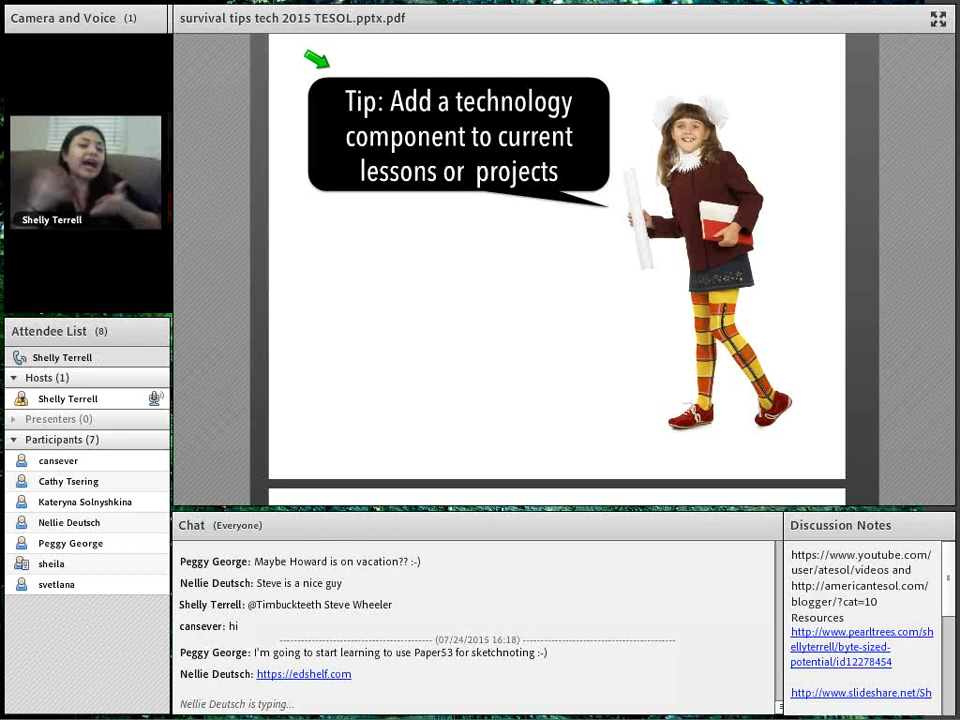 Camera and Voice (1)
Shelly Terrell
Attendee List (8)
Shelly Terrell
Hosts (1)
Shelly Terrell
Presenters (0)
Participants (7)
cansever
Cathy Tsering
Kateryna Solnyshkina
Nellie Deutsch
Peggy George
sheila
svetlana
survival tips tech 2015 TESOL.pptx.pdf
Tip: Add a technology
component to current
lessons or projects
Chat (Everyone)
Peggy George: Maybe Howard is on vacation?? :-)
Nellie Deutsch: Steve is a nice guy
Shelly Terrell: @Timbuckteeth Steve Wheeler
cansever: hi
(07/24/2015 16:18)
Peggy George: I'm going to start learning to use Paper53 for sketchnoting :-)
Nellie Deutsch: https://edshelf.com
Nellie Deutsch is typing...
Discussion Notes
https://www.youtube.com/
user/atesol/videos and
http://americantesol.com/
blogger/?cat=10
Resources
http://www.pearltrees.com/sh
ellyterrell/byte-sized-
potential/id12278454
http://www.slideshare.net/Sh